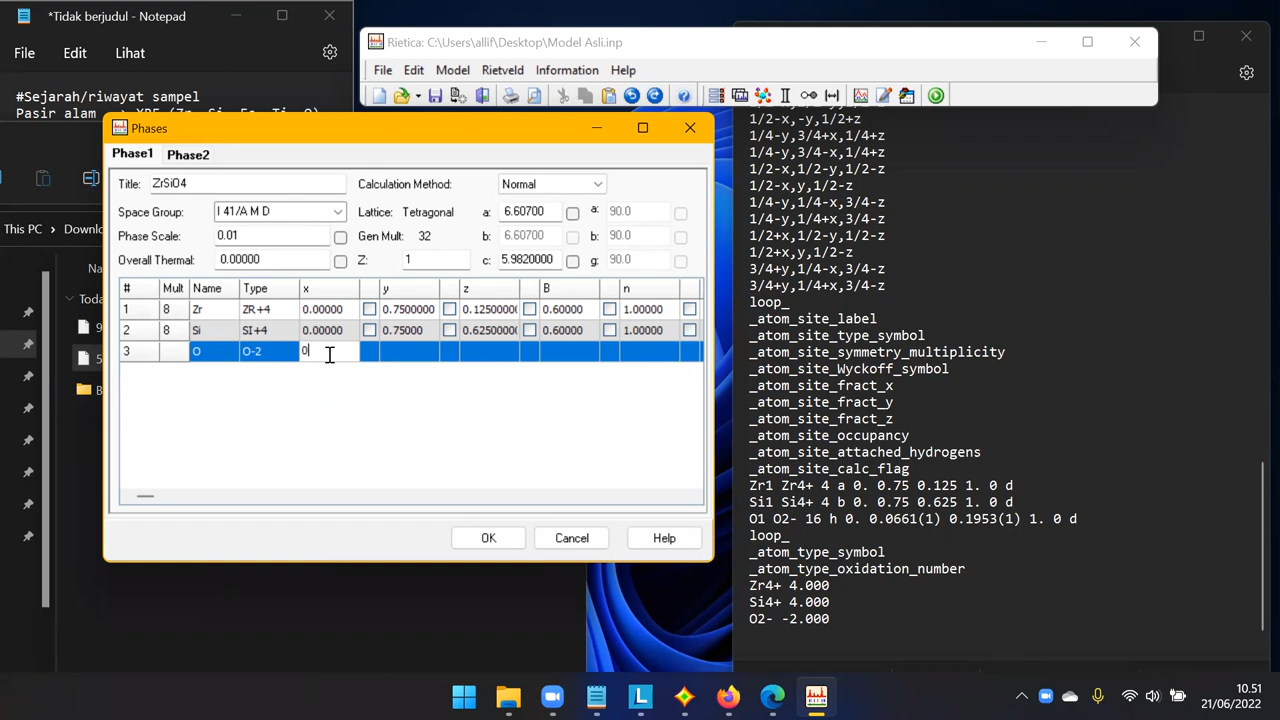 *Tidak berjudul - Notepad
File Edit Lihat
#Sejarah/riwayat sampel
This PC
Downlo
Na
Toda
9
5
B
Rietica: C:\Users\allif\Desktop\Model Asli.inp
File Edit Model Rietveld Information Help
Phases
Phase1 Phase2
Title: ZrSiO4 Calculation Method: Normal
Space Group: I 41/A M D Lattice: Tetragonal a: 6.60700 a: 90.0
Phase Scale: 0.01 Gen Mult: 32 b: 6.60700 b: 90.0
Overall Thermal: 0.00000 Z: 1 c: 5.9820000 g: 90.0
# Mult Name Type x y z B n
1 8 Zr ZR+4 0.00000 0.7500000 0.1250000 0.60000 1.00000
2 8 Si SI+4 0.00000 0.75000 0.6250000 0.60000 1.00000
3 O O-2 0
OK Cancel Help
1/2-x,-y,1/2+z
1/4-y,3/4+x,1/4+z
1/2-x,y,1/2+z
1/2-x,y,1/2-z
1/4-y,1/4+x,3/4-z
1/4-y,1/4-x,3/4-z
1/2+x,1/2-y,1/2-z
1/2+x,y,1/2-z
3/4+y,1/4-x,3/4-z
3/4+y,1/4+x,3/4-z
loop_
_atom_site_label
_atom_site_type_symbol
_atom_site_symmetry_multiplicity
_atom_site_Wyckoff_symbol
_atom_site_fract_x
_atom_site_fract_y
_atom_site_fract_z
_atom_site_occupancy
_atom_site_attached_hydrogens
_atom_site_calc_flag
Zr1 Zr4+ 4 a 0. 0.75 0.125 1. 0 d
Si1 Si4+ 4 b 0. 0.75 0.625 1. 0 d
O1 O2- 16 h 0. 0.0661(1) 0.1953(1) 1. 0 d
loop_
_atom_type_symbol
_atom_type_oxidation_number
Zr4+ 4.000
Si4+ 4.000
O2- -2.000
10.51
21/06/2022